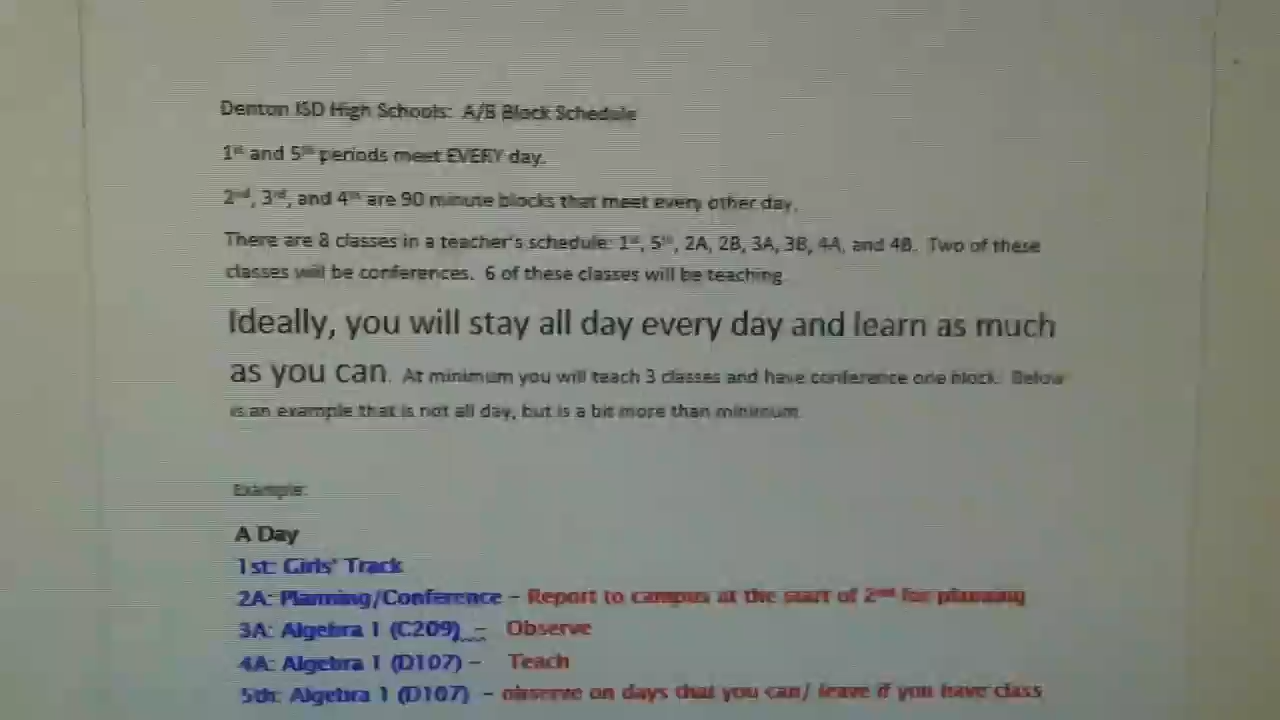 Denton ISD High Schools: A/B Block Schedule
1st and 5th periods meet EVERY day.
2nd, 3rd, and 4th are 90 minute blocks that meet every other day.
There are 8 classes in a teacher's schedule: 1st, 5th, 2A, 2B, 3A, 3B, 4A, and 4B. Two of these
classes will be conferences. 6 of these classes will be teaching.
Ideally, you will stay all day every day and learn as much
as you can. At minimum you will teach 3 classes and have conference one block. Below
is an example that is not all day, but is a bit more than minimum.
Example:
A Day
1st: Girls' Track
2A: Planning/Conference – Report to campus at the start of 2nd for planning
3A: Algebra 1 (C209) – Observe
4A: Algebra 1 (D107) – Teach
5th: Algebra 1 (D107) – observe on days that you can/ leave if you have class